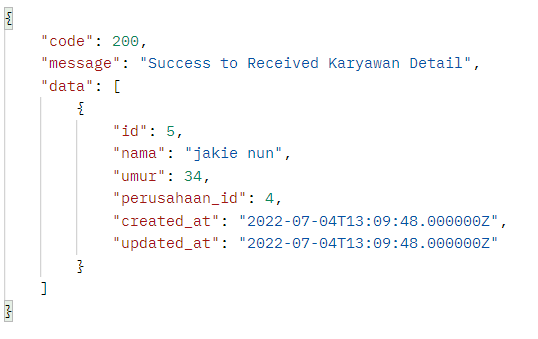 {
    "code": 200,
    "message": "Success to Received Karyawan Detail",
    "data": [
        {
            "id": 5,
            "nama": "jakie nun",
            "umur": 34,
            "perusahaan_id": 4,
            "created_at": "2022-07-04T13:09:48.000000Z",
            "updated_at": "2022-07-04T13:09:48.000000Z"
        }
    ]
}